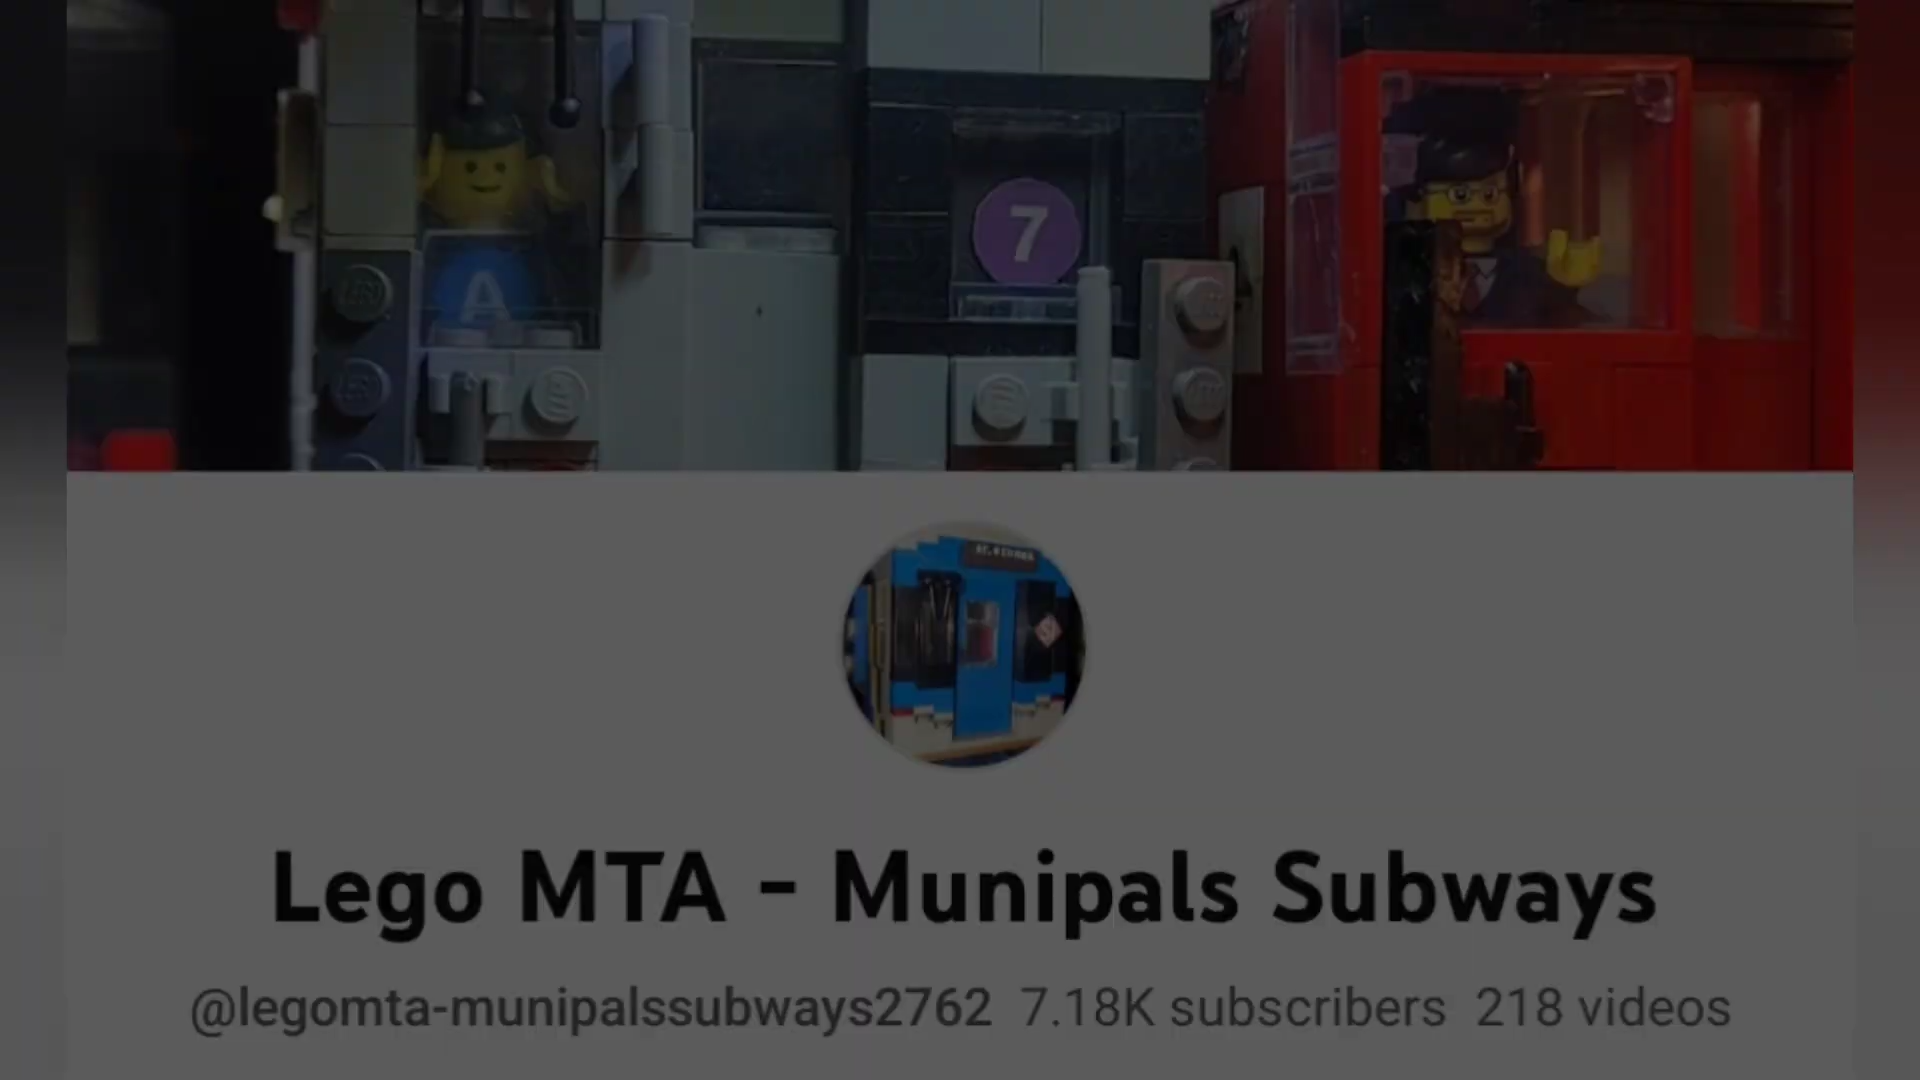 A
7
Lego MTA - Munipals Subways
@legomta-munipalssubways2762 7.18K subscribers 218 videos